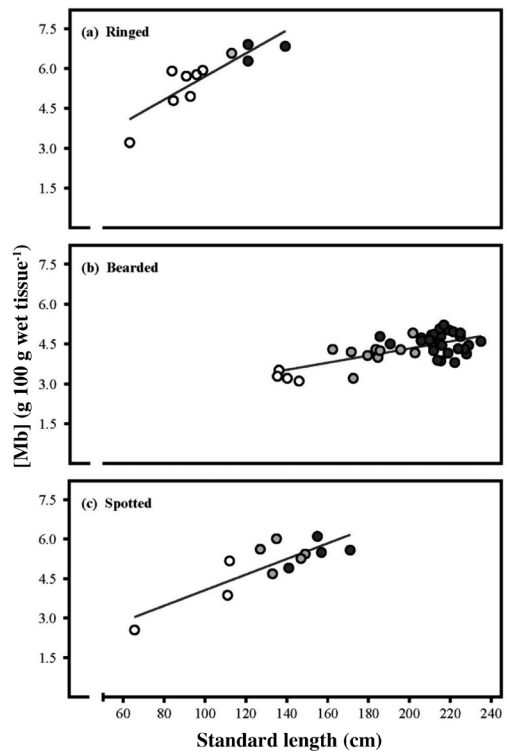 (a) Ringed
7.5
6.0
4.5
3.0
1.5
(b) Bearded
7.5
6.0
4.5
3.0
1.5
[Mb] (g 100 g wet tissue⁻¹)
(c) Spotted
7.5
6.0
4.5
3.0
1.5
60 80 100 120 140 160 180 200 220 240
Standard length (cm)